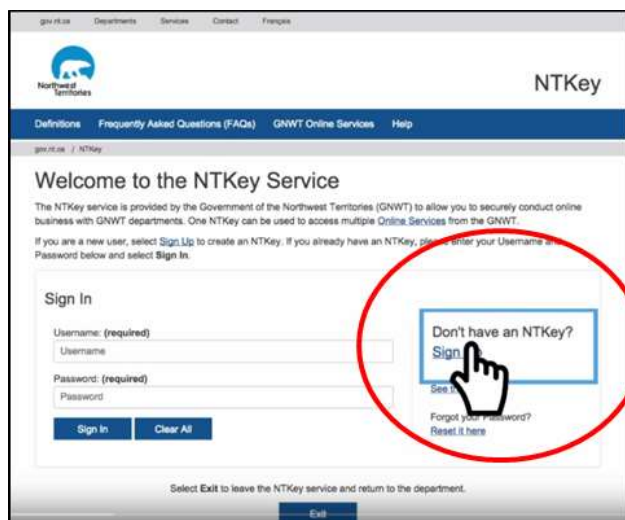 gov.nt.ca Departments Services Contact Français
Northwest
Territories
NTKey
Definitions Frequently Asked Questions (FAQs) GNWT Online Services Help
gov.nt.ca / NTKey
Welcome to the NTKey Service
The NTKey service is provided by the Government of the Northwest Territories (GNWT) to allow you to securely conduct online
business with GNWT departments. One NTKey can be used to access multiple Online Services from the GNWT.
If you are a new user, select Sign Up to create an NTKey. If you already have an NTKey, please enter your Username and
Password below and select Sign In.
Sign In
Username: (required)
Username
Password: (required)
Password
Sign In Clear All
Don't have an NTKey?
Sign
See
Forgot your Password?
Reset it here
Select Exit to leave the NTKey service and return to the department.
Exit